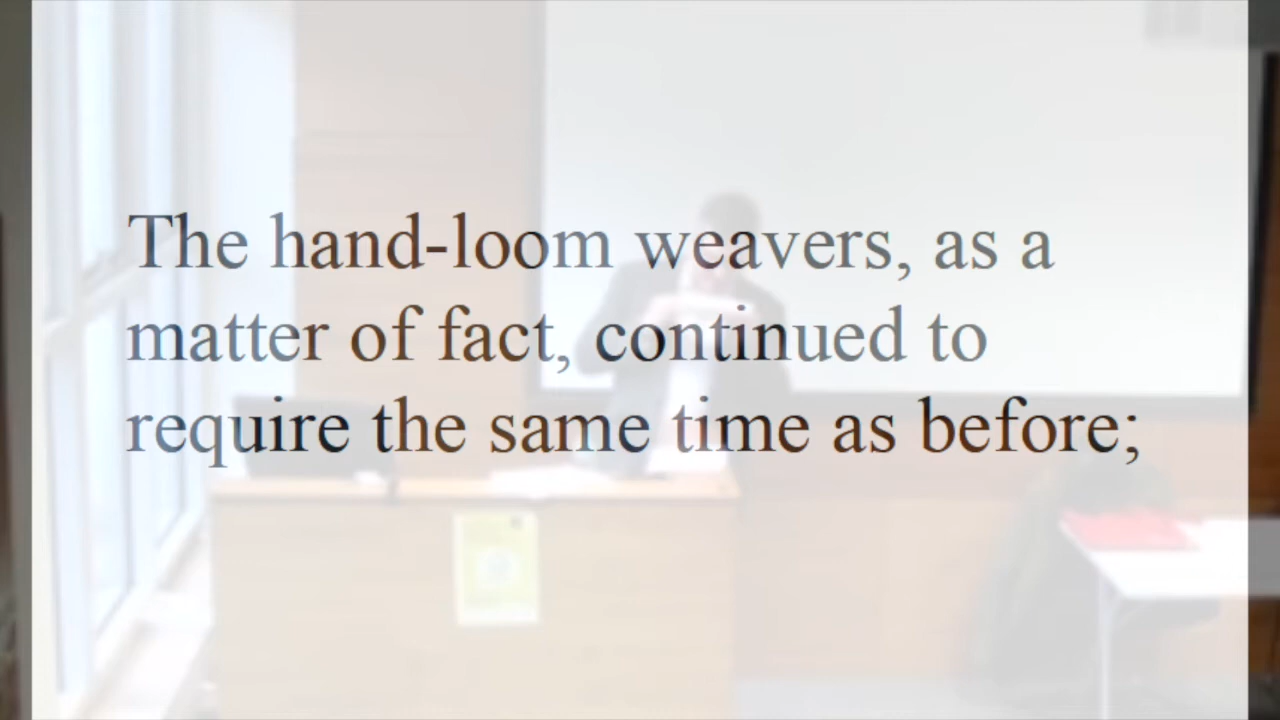 The hand-loom weavers, as a
matter of fact, continued to
require the same time as before;